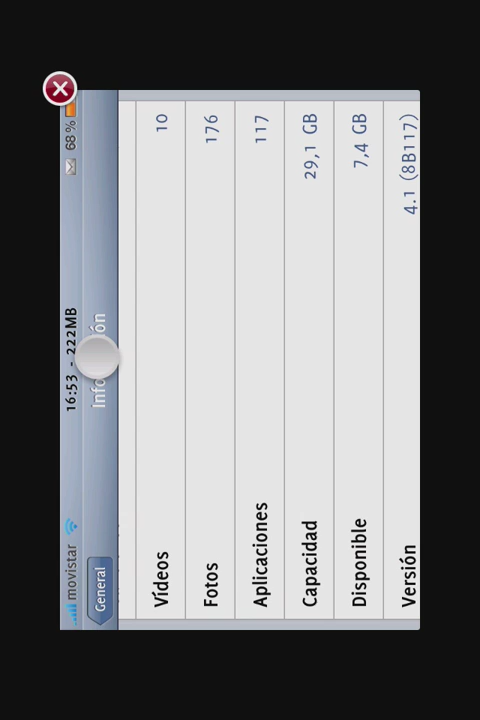 movistar 16:53 - 222MB 68 %
General
Vídeos 10
Fotos 176
Aplicaciones 117
Capacidad 29,1 GB
Disponible 7,4 GB
Versión 4.1 (8B117)